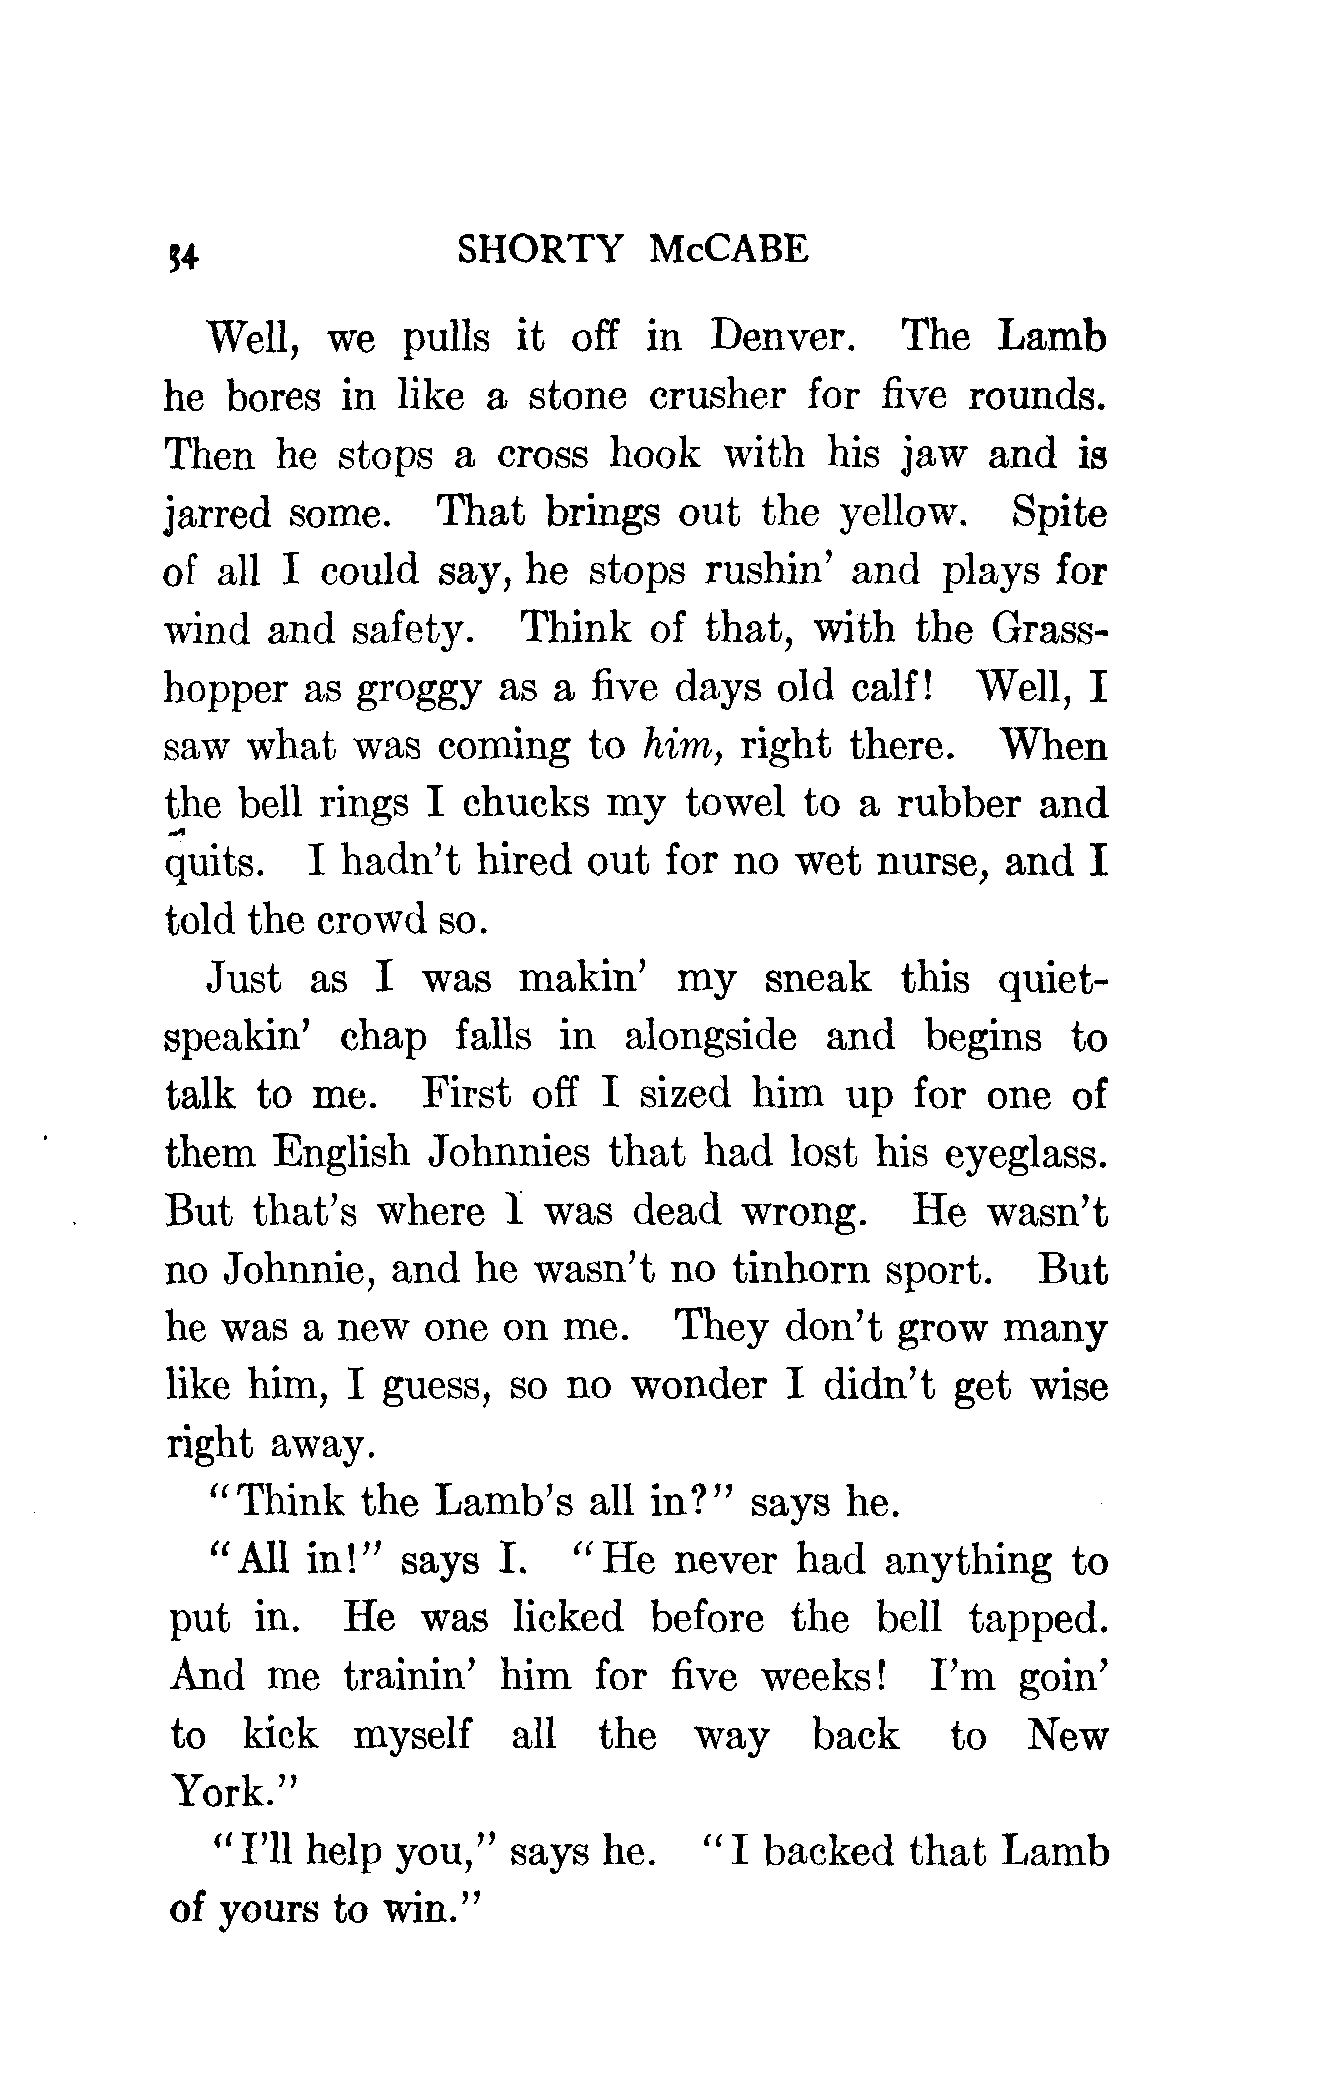 54 SHORTY McCABE
Well, we pulls it off in Denver. The Lamb
he bores in like a stone crusher for five rounds.
Then he stops a cross hook with his jaw and is
jarred some. That brings out the yellow. Spite
of all I could say, he stops rushin' and plays for
wind and safety. Think of that, with the Grass-
hopper as groggy as a five days old calf! Well, I
saw what was coming to him, right there. When
the bell rings I chucks my towel to a rubber and
quits. I hadn't hired out for no wet nurse, and I
told the crowd so.
Just as I was makin' my sneak this quiet-
speakin' chap falls in alongside and begins to
talk to me. First off I sized him up for one of
them English Johnnies that had lost his eyeglass.
But that's where I was dead wrong. He wasn't
no Johnnie, and he wasn't no tinhorn sport. But
he was a new one on me. They don't grow many
like him, I guess, so no wonder I didn't get wise
right away.
"Think the Lamb's all in?" says he.
"All in!" says I. "He never had anything to
put in. He was licked before the bell tapped.
And me trainin' him for five weeks! I'm goin'
to kick myself all the way back to New
York."
"I'll help you," says he. "I backed that Lamb
of yours to win."